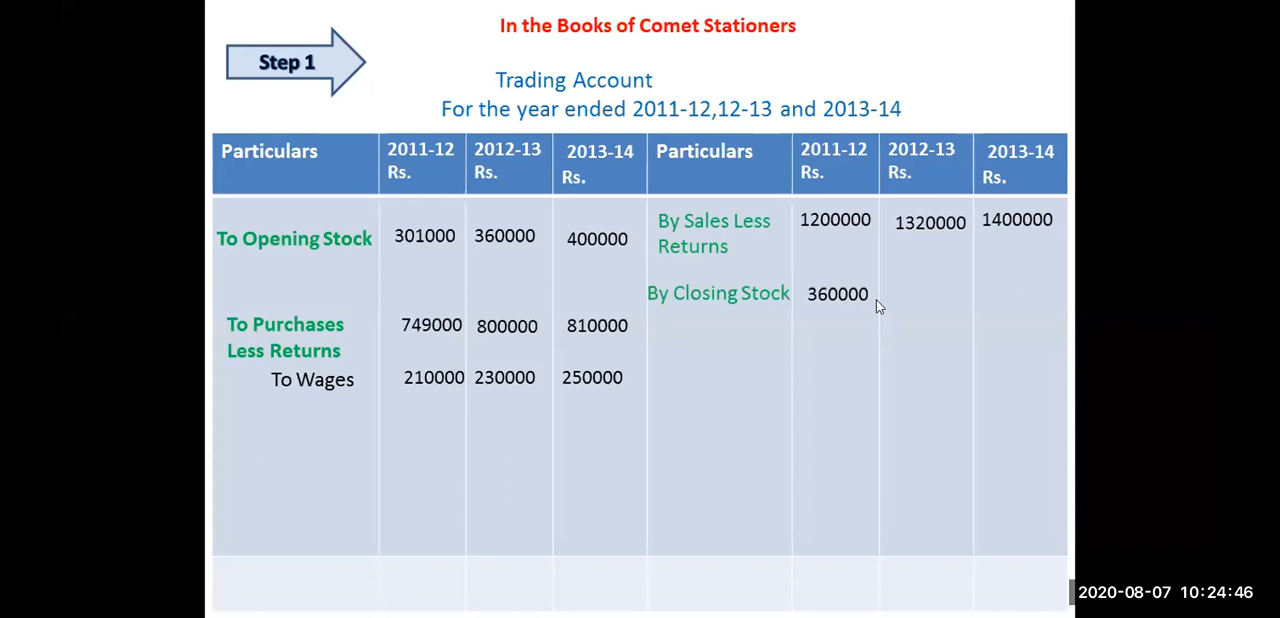 In the Books of Comet Stationers
Step 1
Trading Account
For the year ended 2011-12,12-13 and 2013-14
Particulars 2011-12 Rs. 2012-13 Rs. 2013-14 Rs. Particulars 2011-12 Rs. 2012-13 Rs. 2013-14 Rs.
To Opening Stock 301000 360000 400000 By Sales Less Returns 1200000 1320000 1400000
By Closing Stock 360000
To Purchases Less Returns 749000 800000 810000
To Wages 210000 230000 250000
2020-08-07 10:24:46